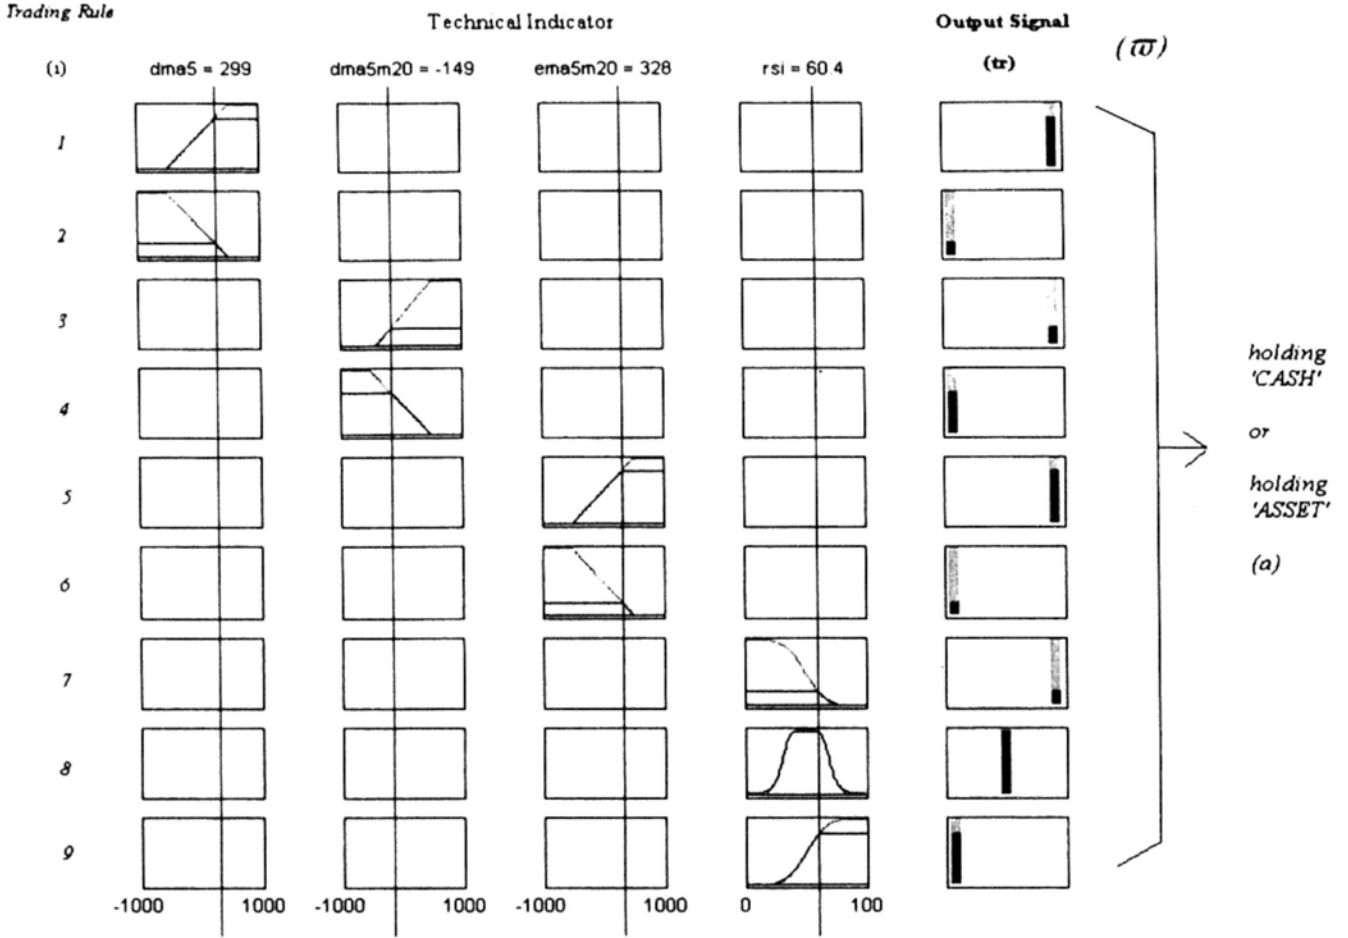 Trading Rule
Technical Indicator
Output Signal
(ϖ)
(i)
dma5 = 299
dma5m20 = -149
ema5m20 = 328
rsi = 60.4
(tr)
1
2
3
4
5
6
7
8
9
holding
'CASH'
or
holding
'ASSET'
(a)
-1000 1000 -1000 1000 -1000 1000 0 100